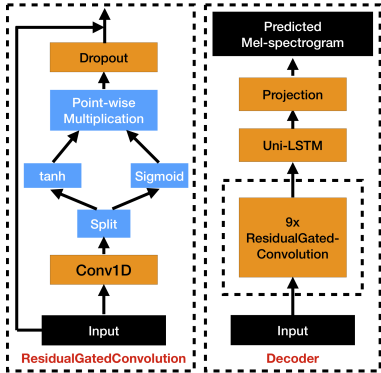 Dropout
Point-wise
Multiplication
tanh
Sigmoid
Split
Conv1D
Input
ResidualGatedConvolution
Predicted
Mel-spectrogram
Projection
Uni-LSTM
9x
ResidualGated-
Convolution
Input
Decoder